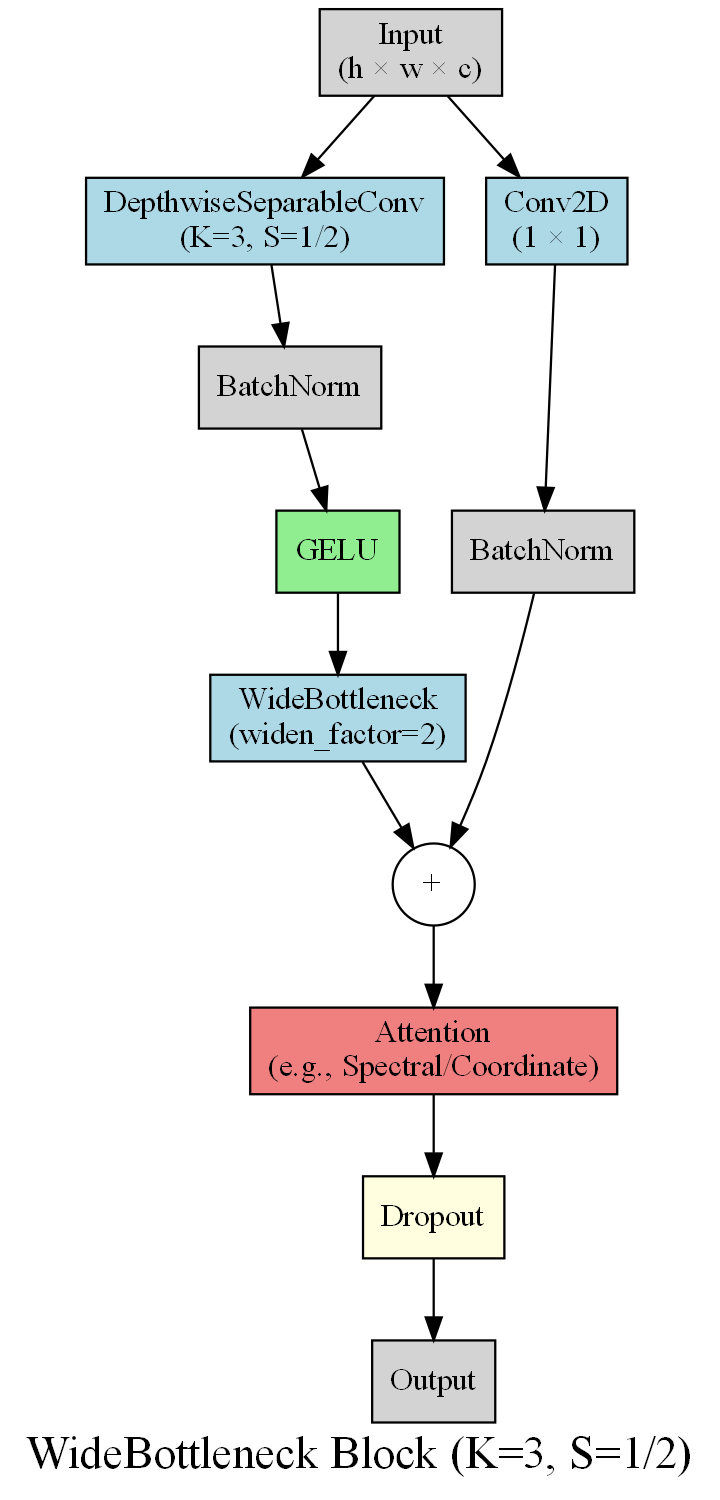 Input
(h × w × c)
DepthwiseSeparableConv
(K=3, S=1/2)
Conv2D
(1 × 1)
BatchNorm
GELU
BatchNorm
WideBottleneck
(widen_factor=2)
+
Attention
(e.g., Spectral/Coordinate)
Dropout
Output
WideBottleneck Block (K=3, S=1/2)